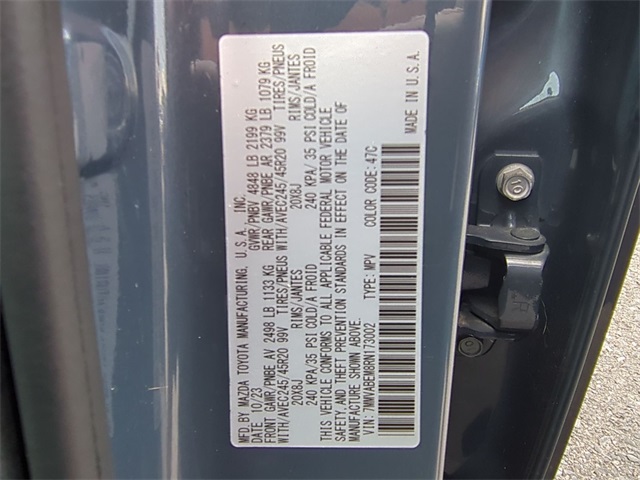 MFD.BY MAZDA TOYOTA MANUFACTURING, U.S.A. INC.
DATE 10/23 GWVR/PNBV 4848 LB 2199 KG
FRONT GAWR/PNBE AV 2498 LB 1133 KG REAR GAWR/PNBE AR 2379 LB 1079 KG
WITH/AVEC245/45R20 99V TIRES/PNEUS WITH/AVEC245/45R20 99V TIRES/PNEUS
20X8J RIMS/JANTES 20X8J RIMS/JANTES
240 KPA/35 PSI COLD/A FROID 240 KPA/35 PSI COLD/A FROID
THIS VEHICLE CONFORMS TO ALL APPLICABLE FEDERAL MOTOR VEHICLE
SAFETY AND THEFT PREVENTION STANDARDS IN EFFECT ON THE DATE OF
MANUFACTURE SHOWN ABOVE.
VIN:7MMVABEM8RN173002 TYPE:MPV COLOR CODE:47C MADE IN U.S.A.